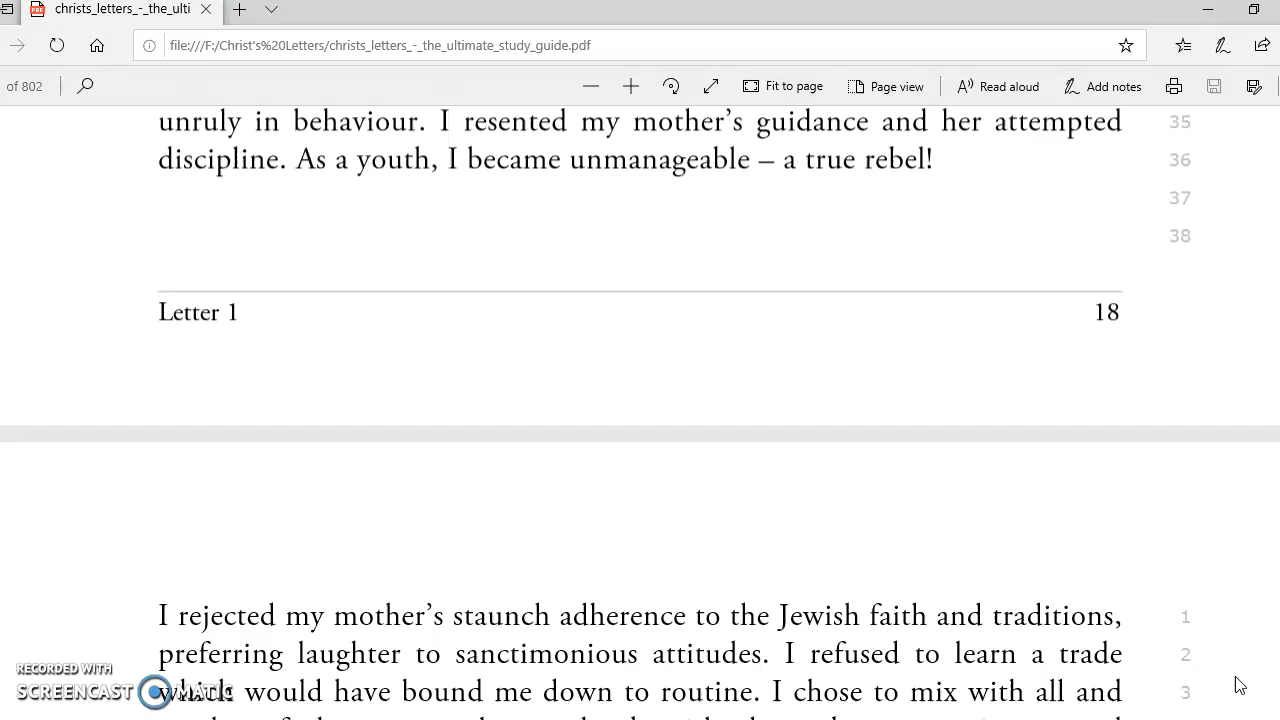 christs_letters_-_the_ulti
file:///F:/Christ's%20Letters/christs_letters_-_the_ultimate_study_guide.pdf
of 802 Fit to page Page view Read aloud Add notes
unruly in behaviour. I resented my mother's guidance and her attempted 35
discipline. As a youth, I became unmanageable – a true rebel! 36
37
38
Letter 1 18
I rejected my mother's staunch adherence to the Jewish faith and traditions, 1
preferring laughter to sanctimonious attitudes. I refused to learn a trade 2
which would have bound me down to routine. I chose to mix with all and 3
RECORDED WITH
SCREENCAST MATIC